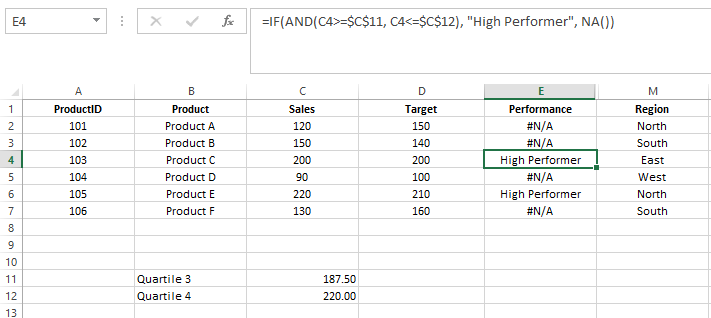 E4 fx =IF(AND(C4>=$C$11, C4<=$C$12), "High Performer", NA())
A B C D E M
1 ProductID Product Sales Target Performance Region
2 101 Product A 120 150 #N/A North
3 102 Product B 150 140 #N/A South
4 103 Product C 200 200 High Performer East
5 104 Product D 90 100 #N/A West
6 105 Product E 220 210 High Performer North
7 106 Product F 130 160 #N/A South
8
9
10
11 Quartile 3 187.50
12 Quartile 4 220.00
13